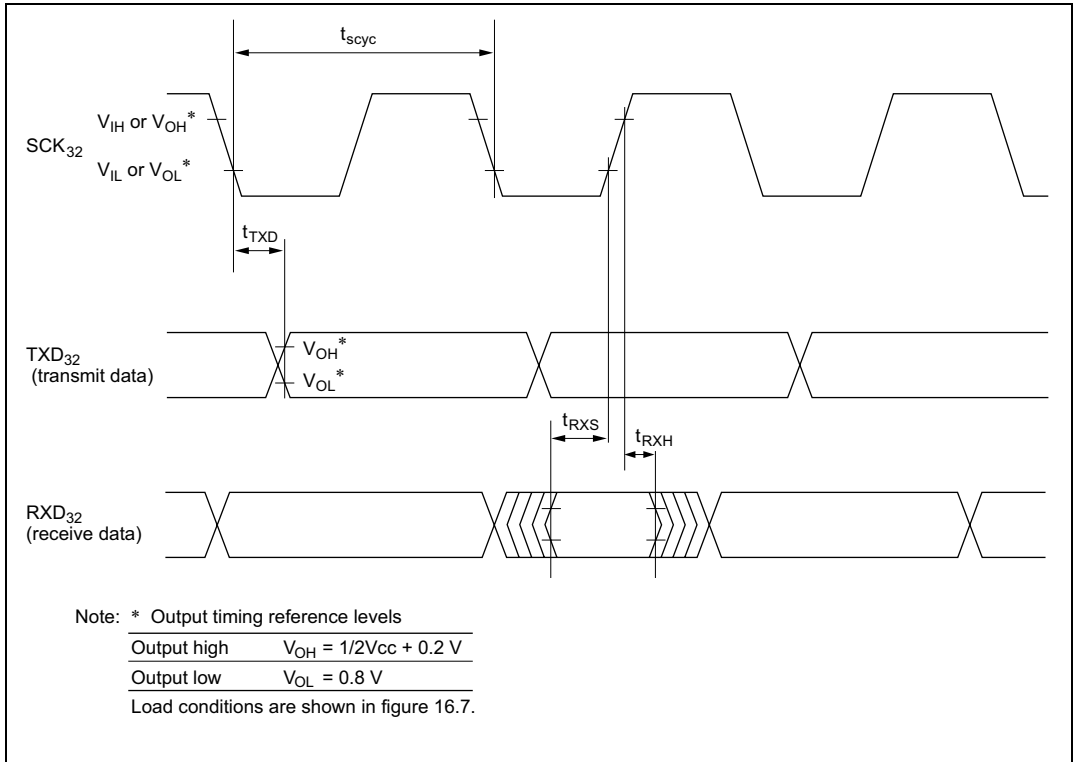 tscyc
VIH or VOH*
SCK32
VIL or VOL*
tTXD
TXD32
(transmit data)
VOH*
VOL*
tRXS
tRXH
RXD32
(receive data)
Note: * Output timing reference levels
Output high VOH = 1/2Vcc + 0.2 V
Output low VOL = 0.8 V
Load conditions are shown in figure 16.7.